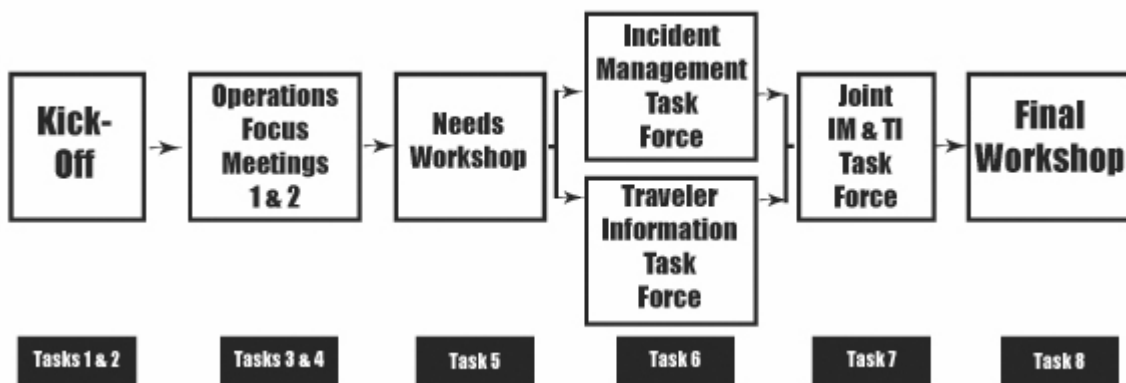 Kick-
Off
Operations
Focus
Meetings
1 & 2
Needs
Workshop
Incident
Management
Task
Force
Traveler
Information
Task
Force
Joint
IM & TI
Task
Force
Final
Workshop
Tasks 1 & 2
Tasks 3 & 4
Task 5
Task 6
Task 7
Task 8